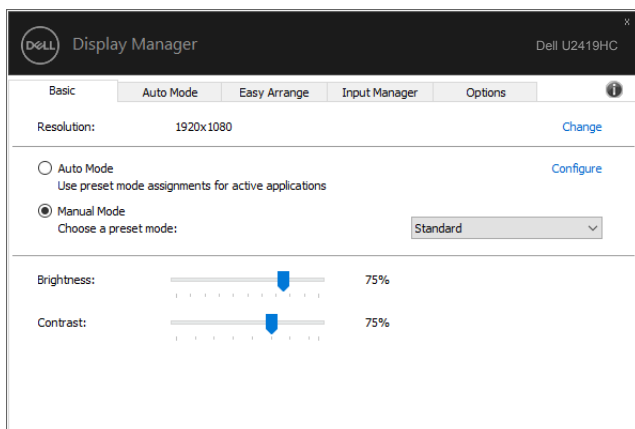 x
DELL Display Manager Dell U2419HC
Basic Auto Mode Easy Arrange Input Manager Options i
Resolution: 1920x1080 Change
Auto Mode Configure
Use preset mode assignments for active applications
Manual Mode
Choose a preset mode: Standard
Brightness: 75%
Contrast: 75%